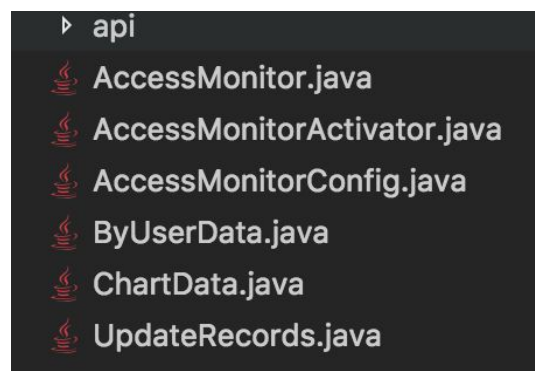 api
AccessMonitor.java
AccessMonitorActivator.java
AccessMonitorConfig.java
ByUserData.java
ChartData.java
UpdateRecords.java